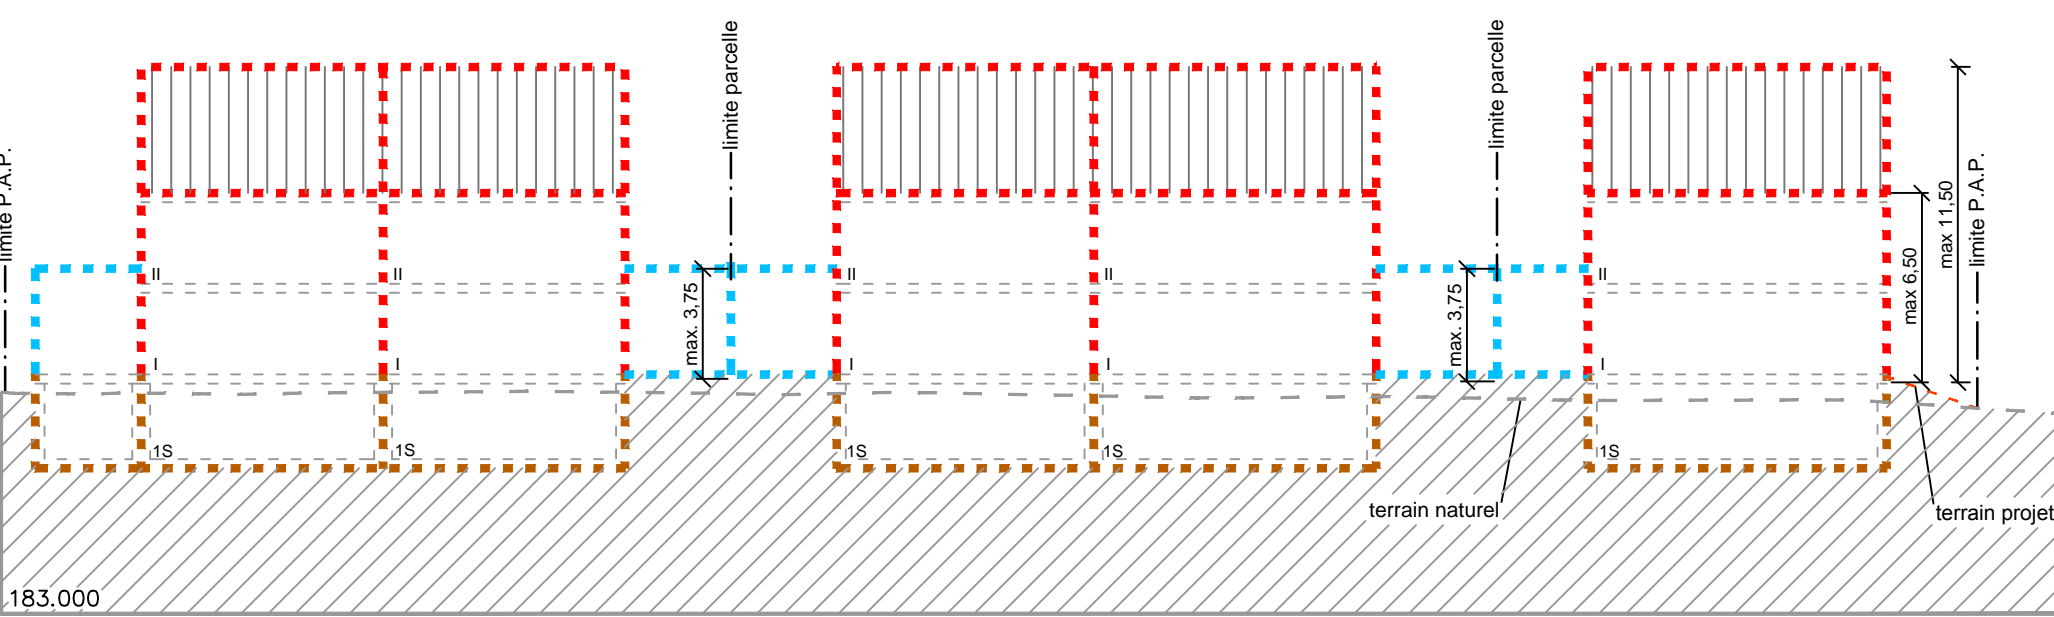 limite parcelle
limite parcelle
limite P.A.P.
limite P.A.P.
max 11,50
max 6,50
II
II
II
II
II
max. 3,75
max. 3,75
I
I
I
I
I
1S
1S
1S
1S
1S
terrain naturel
terrain projet
183.000